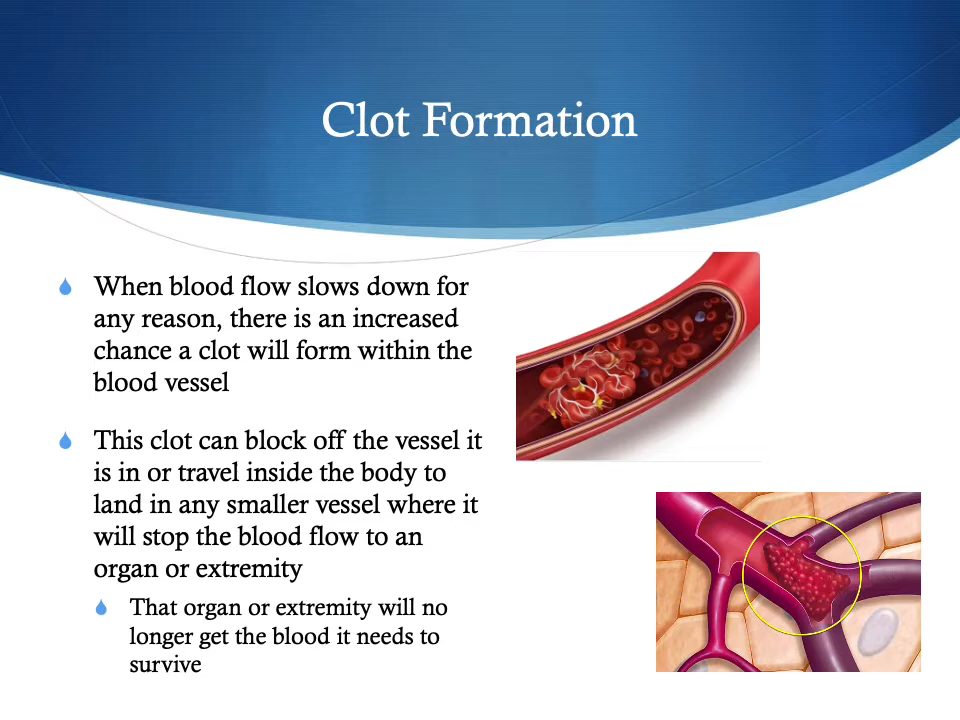 Clot Formation
When blood flow slows down for
any reason, there is an increased
chance a clot will form within the
blood vessel
This clot can block off the vessel it
is in or travel inside the body to
land in any smaller vessel where it
will stop the blood flow to an
organ or extremity
That organ or extremity will no
longer get the blood it needs to
survive